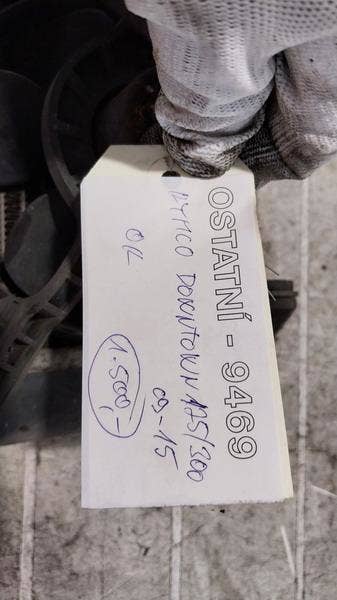 OSTATNÍ - 9469
KYMCO DOWNTOWN 125/300
09-15
OK
1.500,-